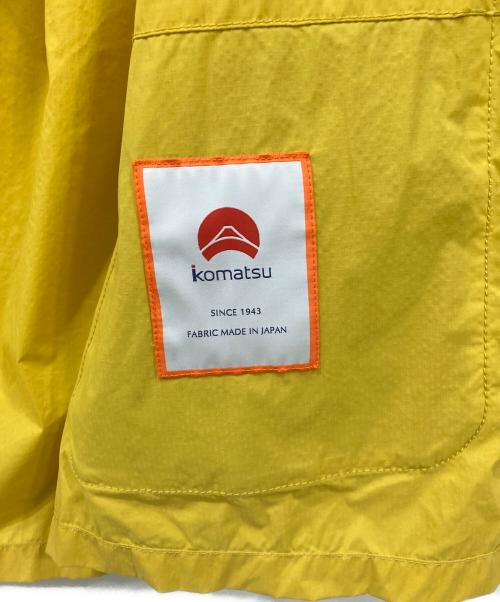 komatsu
SINCE 1943
FABRIC MADE IN JAPAN